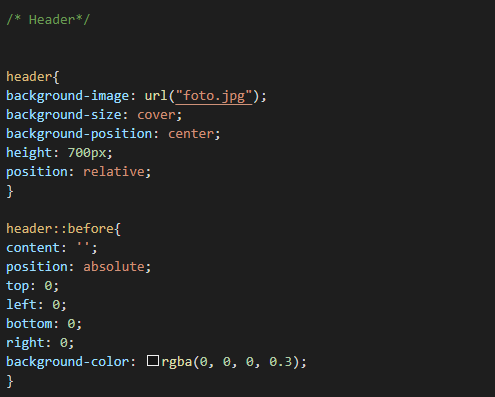 /* Header*/
header{
background-image: url("foto.jpg");
background-size: cover;
background-position: center;
height: 700px;
position: relative;
}
header::before{
content: '';
position: absolute;
top: 0;
left: 0;
bottom: 0;
right: 0;
background-color: rgba(0, 0, 0, 0.3);
}